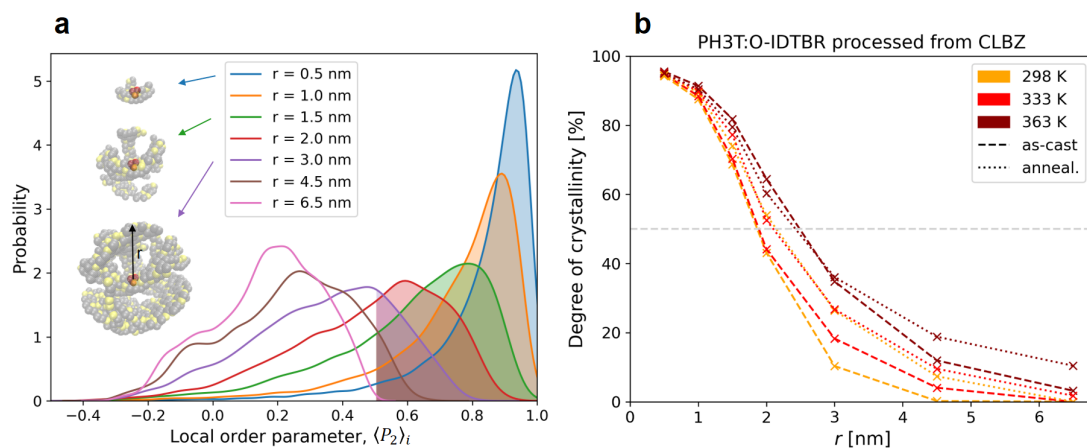 a
5
4
3
2
1
0
Probability
-0.4
-0.2
0.0
0.2
0.4
0.6
0.8
1.0
Local order parameter, ⟨P₂⟩ᵢ
r
r = 0.5 nm
r = 1.0 nm
r = 1.5 nm
r = 2.0 nm
r = 3.0 nm
r = 4.5 nm
r = 6.5 nm
b
PH3T:O-IDTBR processed from CLBZ
100
80
60
40
20
0
Degree of crystallinity [%]
0
1
2
3
4
5
6
r [nm]
298 K
333 K
363 K
as-cast
anneal.